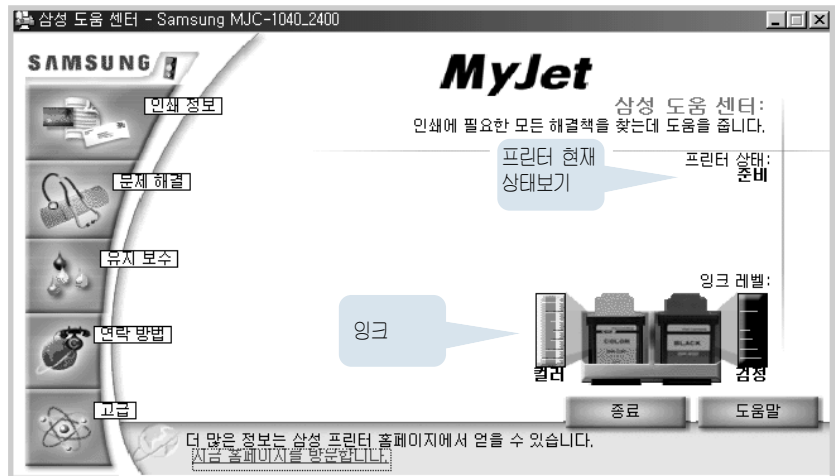 삼성 도움 센터 - Samsung MJC-1040_2400
SAMSUNG
MyJet
삼성 도움 센터:
인쇄에 필요한 모든 해결책을 찾는데 도움을 줍니다.
인쇄 정보
문제 해결
유지 보수
연락 방법
고급
프린터 현재
상태보기
프린터 상태:
준비
잉크 레벨:
잉크
COLOR
BLACK
컬러
검정
종료
도움말
더 많은 정보는 삼성 프린터 홈페이지에서 얻을 수 있습니다.
지금 홈페이지를 방문합니다.